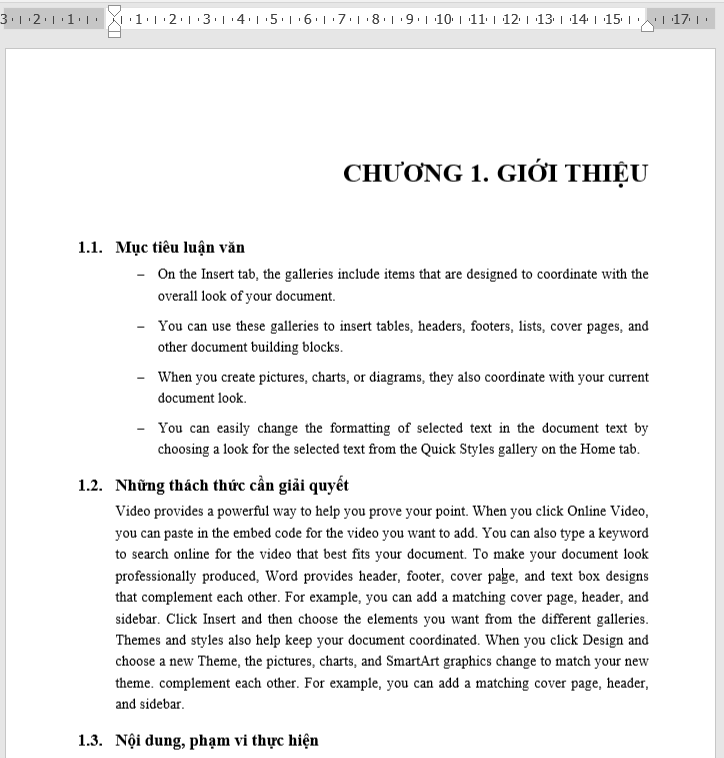 3 2 1 1 2 3 4 5 6 7 8 9 10 11 12 13 14 15 17
CHƯƠNG 1. GIỚI THIỆU
1.1. Mục tiêu luận văn
– On the Insert tab, the galleries include items that are designed to coordinate with the
overall look of your document.
– You can use these galleries to insert tables, headers, footers, lists, cover pages, and
other document building blocks.
– When you create pictures, charts, or diagrams, they also coordinate with your current
document look.
– You can easily change the formatting of selected text in the document text by
choosing a look for the selected text from the Quick Styles gallery on the Home tab.
1.2. Những thách thức cần giải quyết
Video provides a powerful way to help you prove your point. When you click Online Video,
you can paste in the embed code for the video you want to add. You can also type a keyword
to search online for the video that best fits your document. To make your document look
professionally produced, Word provides header, footer, cover page, and text box designs
that complement each other. For example, you can add a matching cover page, header, and
sidebar. Click Insert and then choose the elements you want from the different galleries.
Themes and styles also help keep your document coordinated. When you click Design and
choose a new Theme, the pictures, charts, and SmartArt graphics change to match your new
theme. complement each other. For example, you can add a matching cover page, header,
and sidebar.
1.3. Nội dung, phạm vi thực hiện